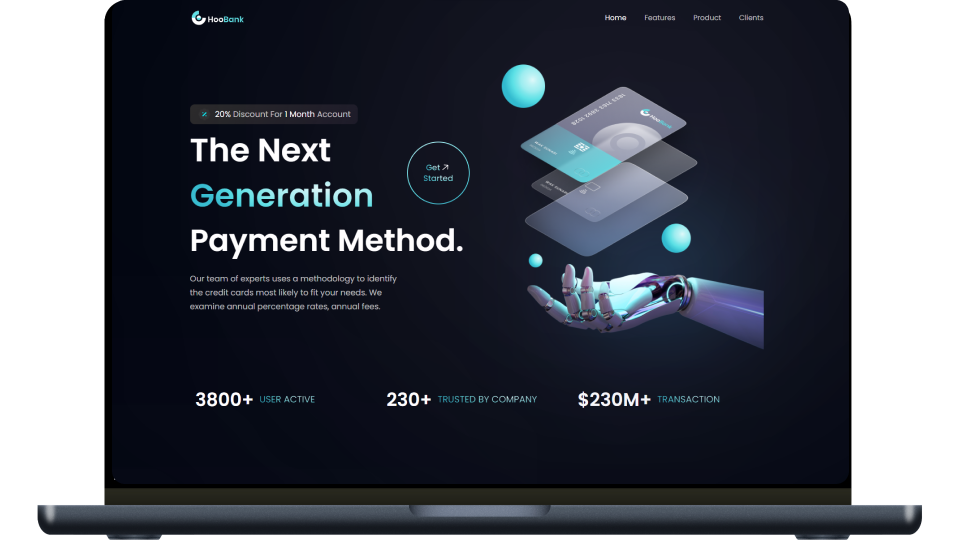 HooBank
Home Features Product Clients
20% Discount For 1 Month Account
The Next
Generation
Payment Method.
Get
Started
HooBank
Our team of experts uses a methodology to identify
the credit cards most likely to fit your needs. We
examine annual percentage rates, annual fees.
3800+ USER ACTIVE
230+ TRUSTED BY COMPANY
$230M+ TRANSACTION